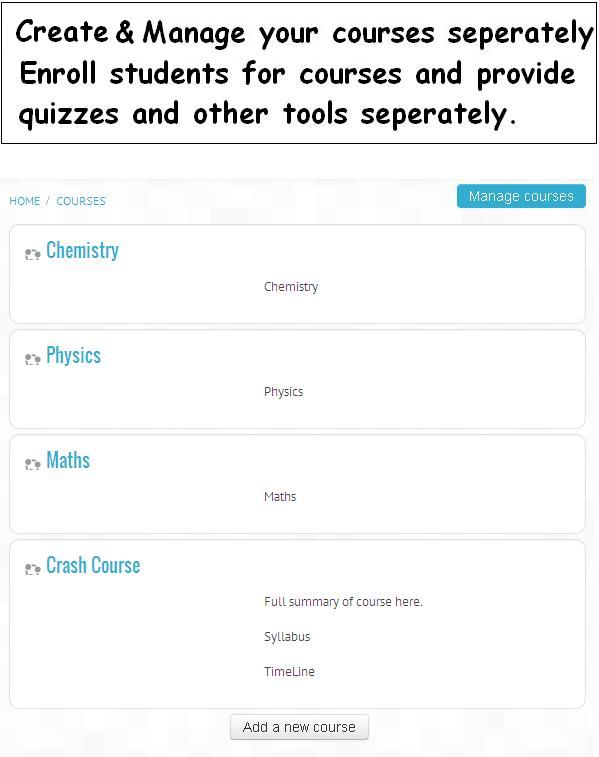 Create & Manage your courses seperately
Enroll students for courses and provide
quizzes and other tools seperately.
HOME / COURSES
Manage courses
Chemistry
Chemistry
Physics
Physics
Maths
Maths
Crash Course
Full summary of course here.
Syllabus
TimeLine
Add a new course